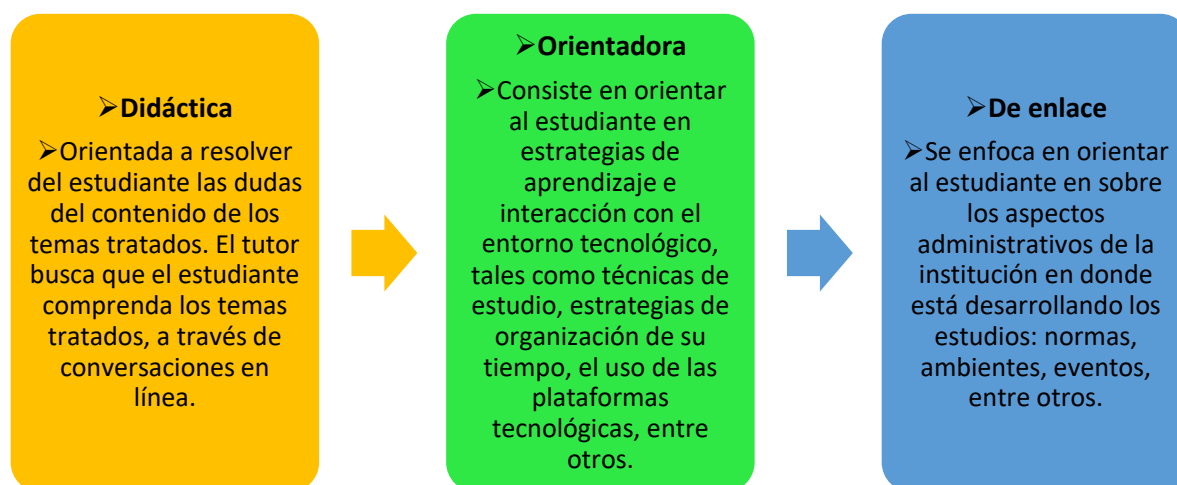 ➢Didáctica
➢Orientada a resolver
del estudiante las dudas
del contenido de los
temas tratados. El tutor
busca que el estudiante
comprenda los temas
tratados, a través de
conversaciones en
línea.
➢Orientadora
➢Consiste en orientar
al estudiante en
estrategias de
aprendizaje e
interacción con el
entorno tecnológico,
tales como técnicas de
estudio, estrategias de
organización de su
tiempo, el uso de las
plataformas
tecnológicas, entre
otros.
➢De enlace
➢Se enfoca en orientar
al estudiante en sobre
los aspectos
administrativos de la
institución en donde
está desarrollando los
estudios: normas,
ambientes, eventos,
entre otros.